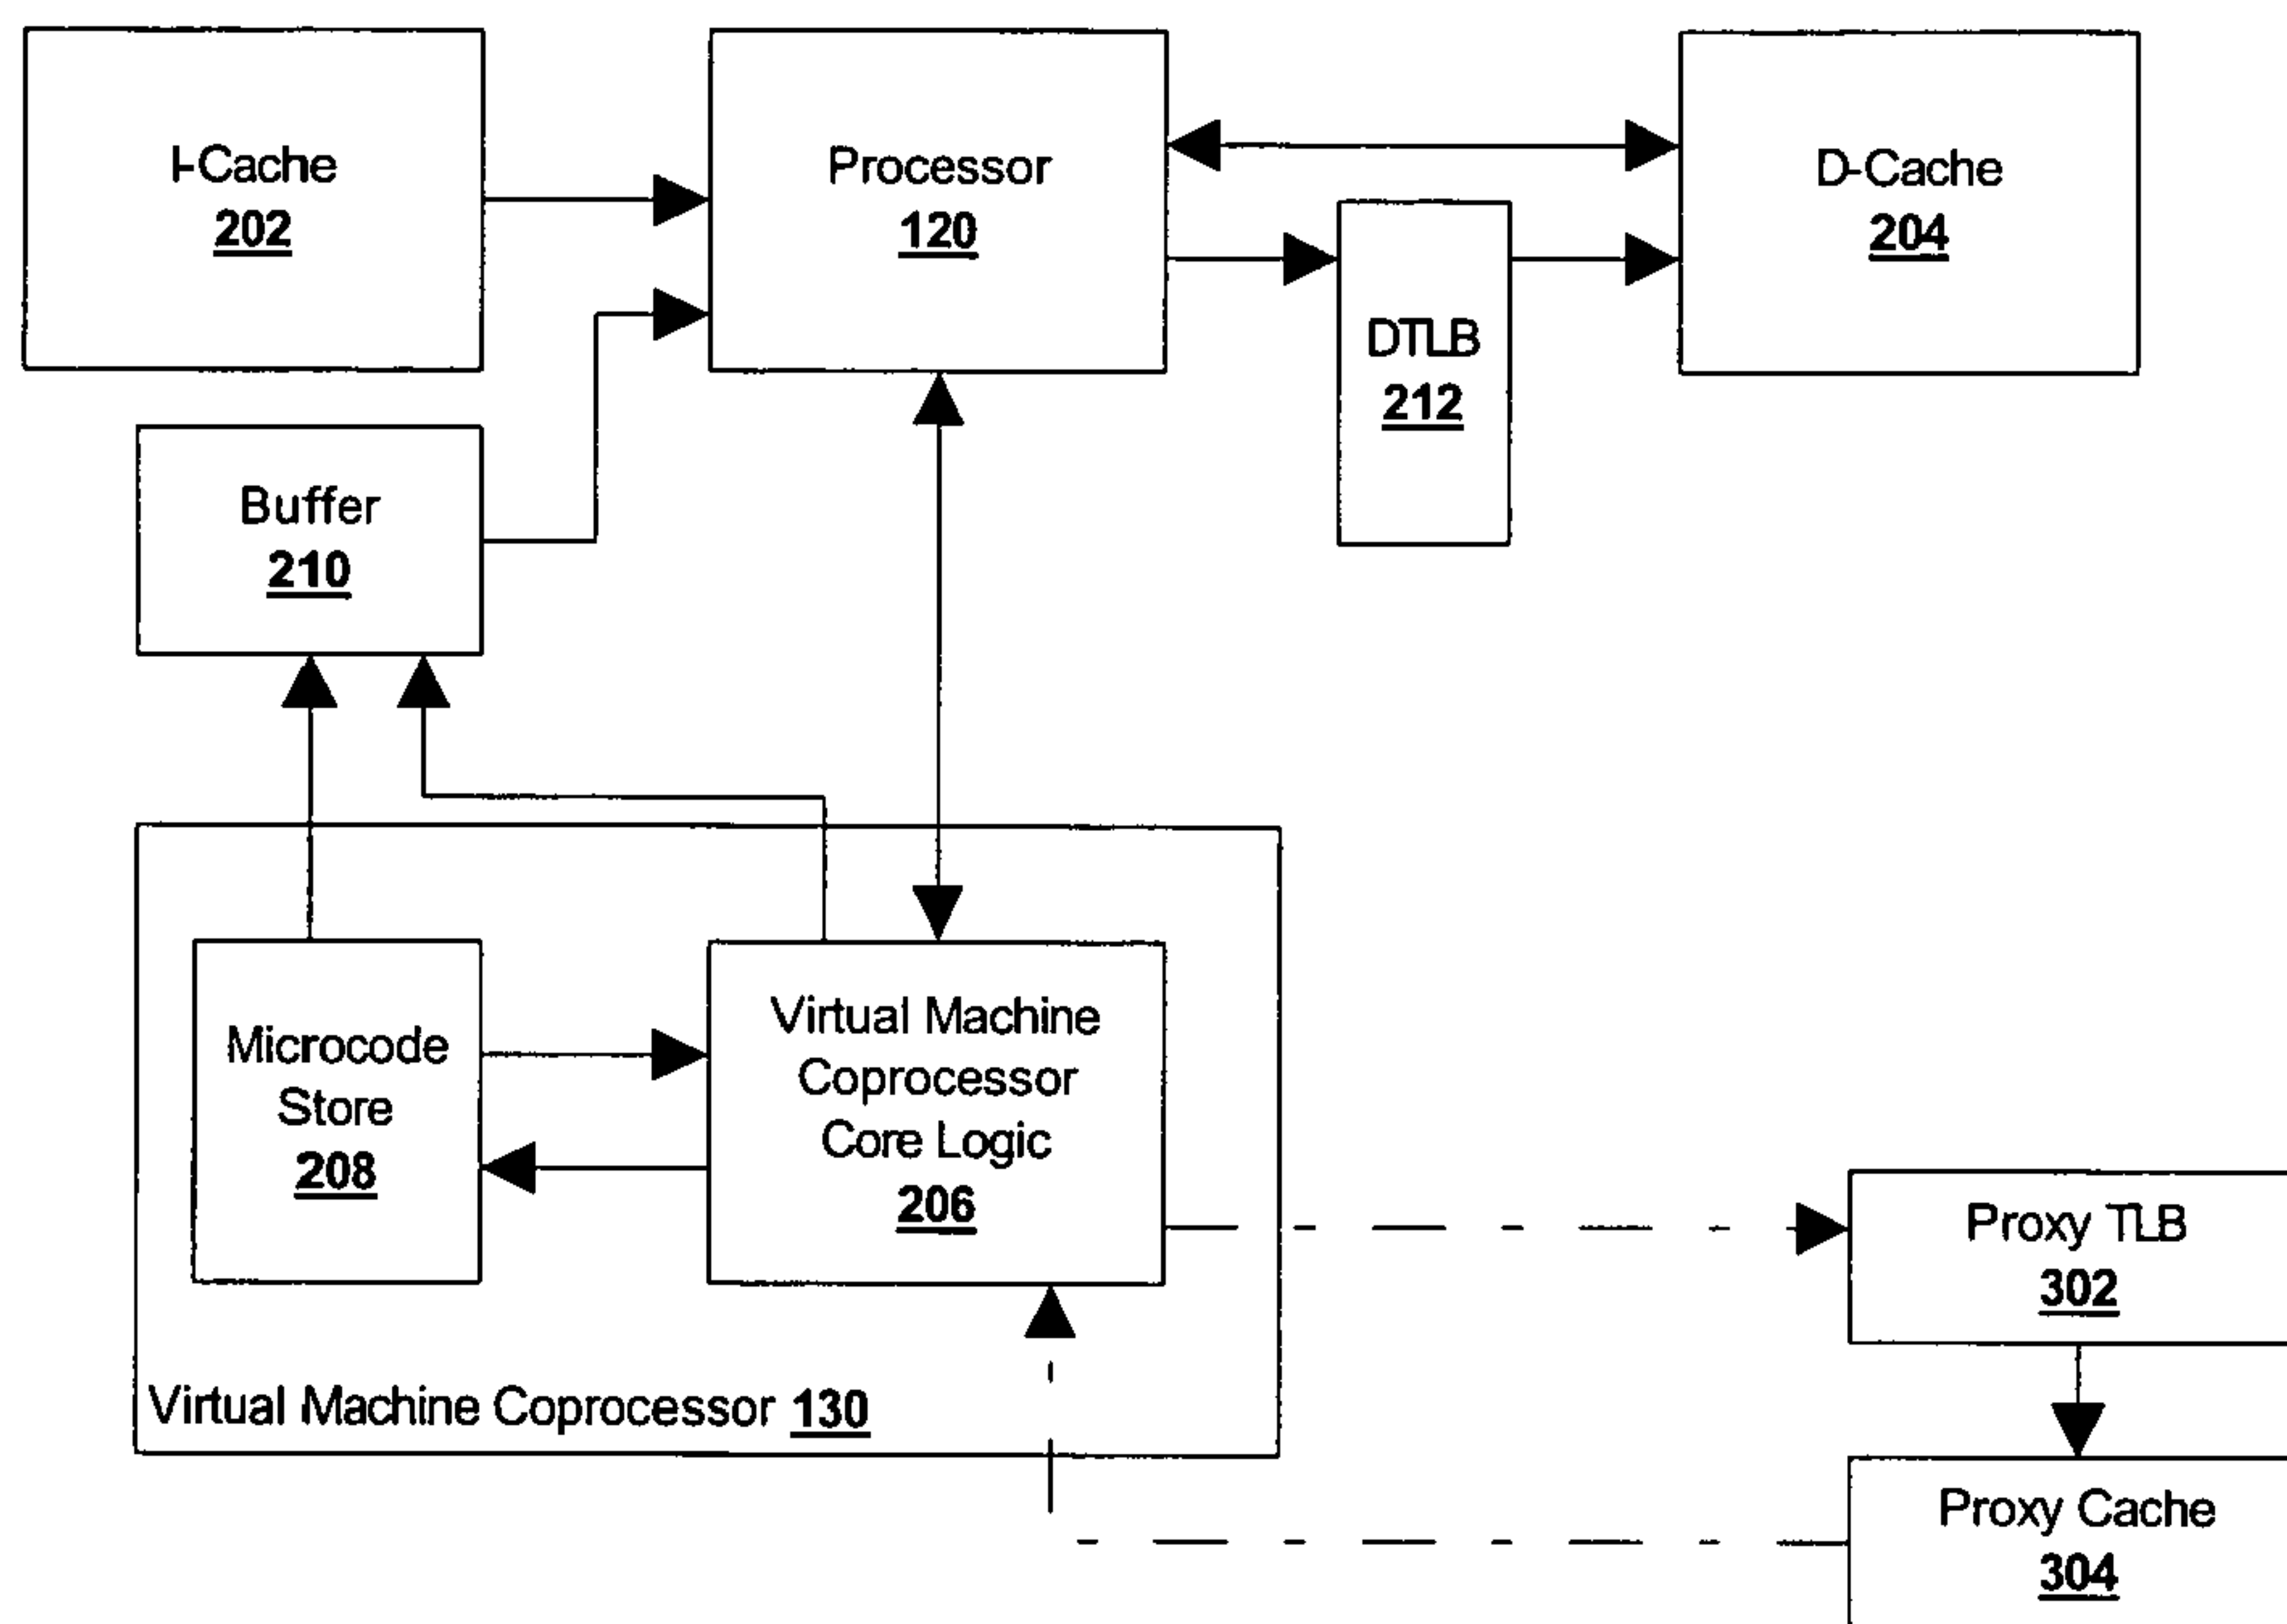 I-Cache
202
Processor
120
D-Cache
204
DTLB
212
Buffer
210
Microcode
Store
208
Virtual Machine
Coprocessor
Core Logic
206
Virtual Machine Coprocessor 130
Proxy TLB
302
Proxy Cache
304